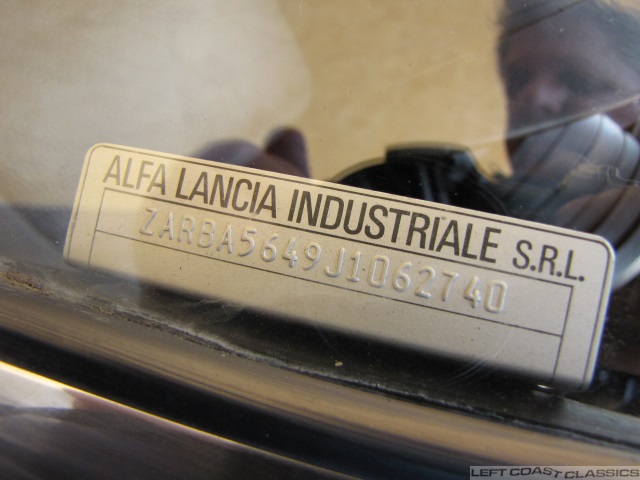 ALFA LANCIA INDUSTRIALE S.R.L.
ZARBA5649J1062740
LEFT COAST CLASSICS